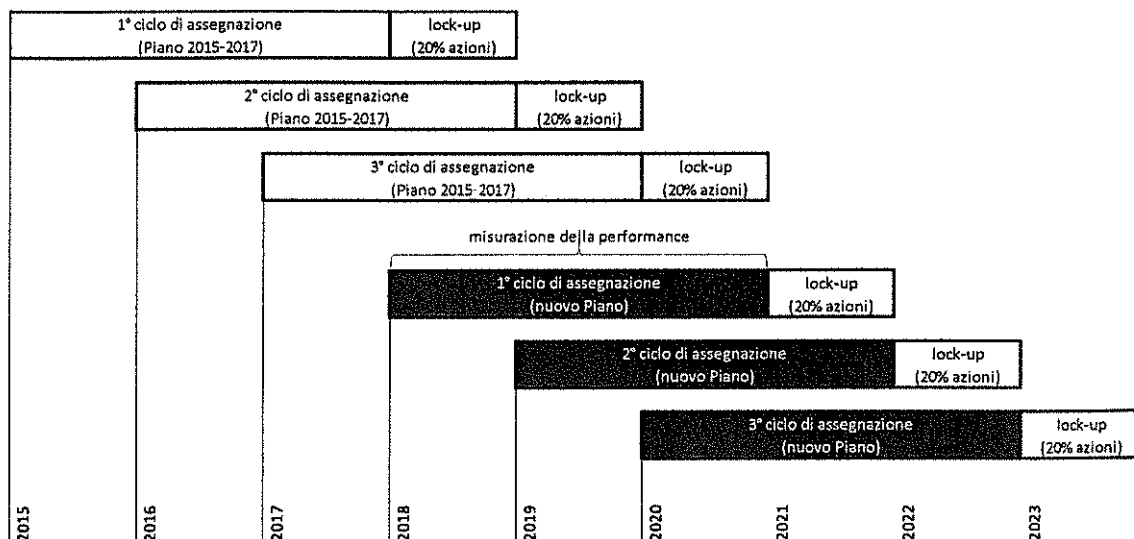 1° ciclo di assegnazione
(Piano 2015-2017)
lock-up
(20% azioni)
2° ciclo di assegnazione
(Piano 2015-2017)
lock-up
(20% azioni)
3° ciclo di assegnazione
(Piano 2015-2017)
lock-up
(20% azioni)
misurazione della performance
1° ciclo di assegnazione
(nuovo Piano)
lock-up
(20% azioni)
2° ciclo di assegnazione
(nuovo Piano)
lock-up
(20% azioni)
3° ciclo di assegnazione
(nuovo Piano)
lock-up
(20% azioni)
2015
2016
2017
2018
2019
2020
2021
2022
2023